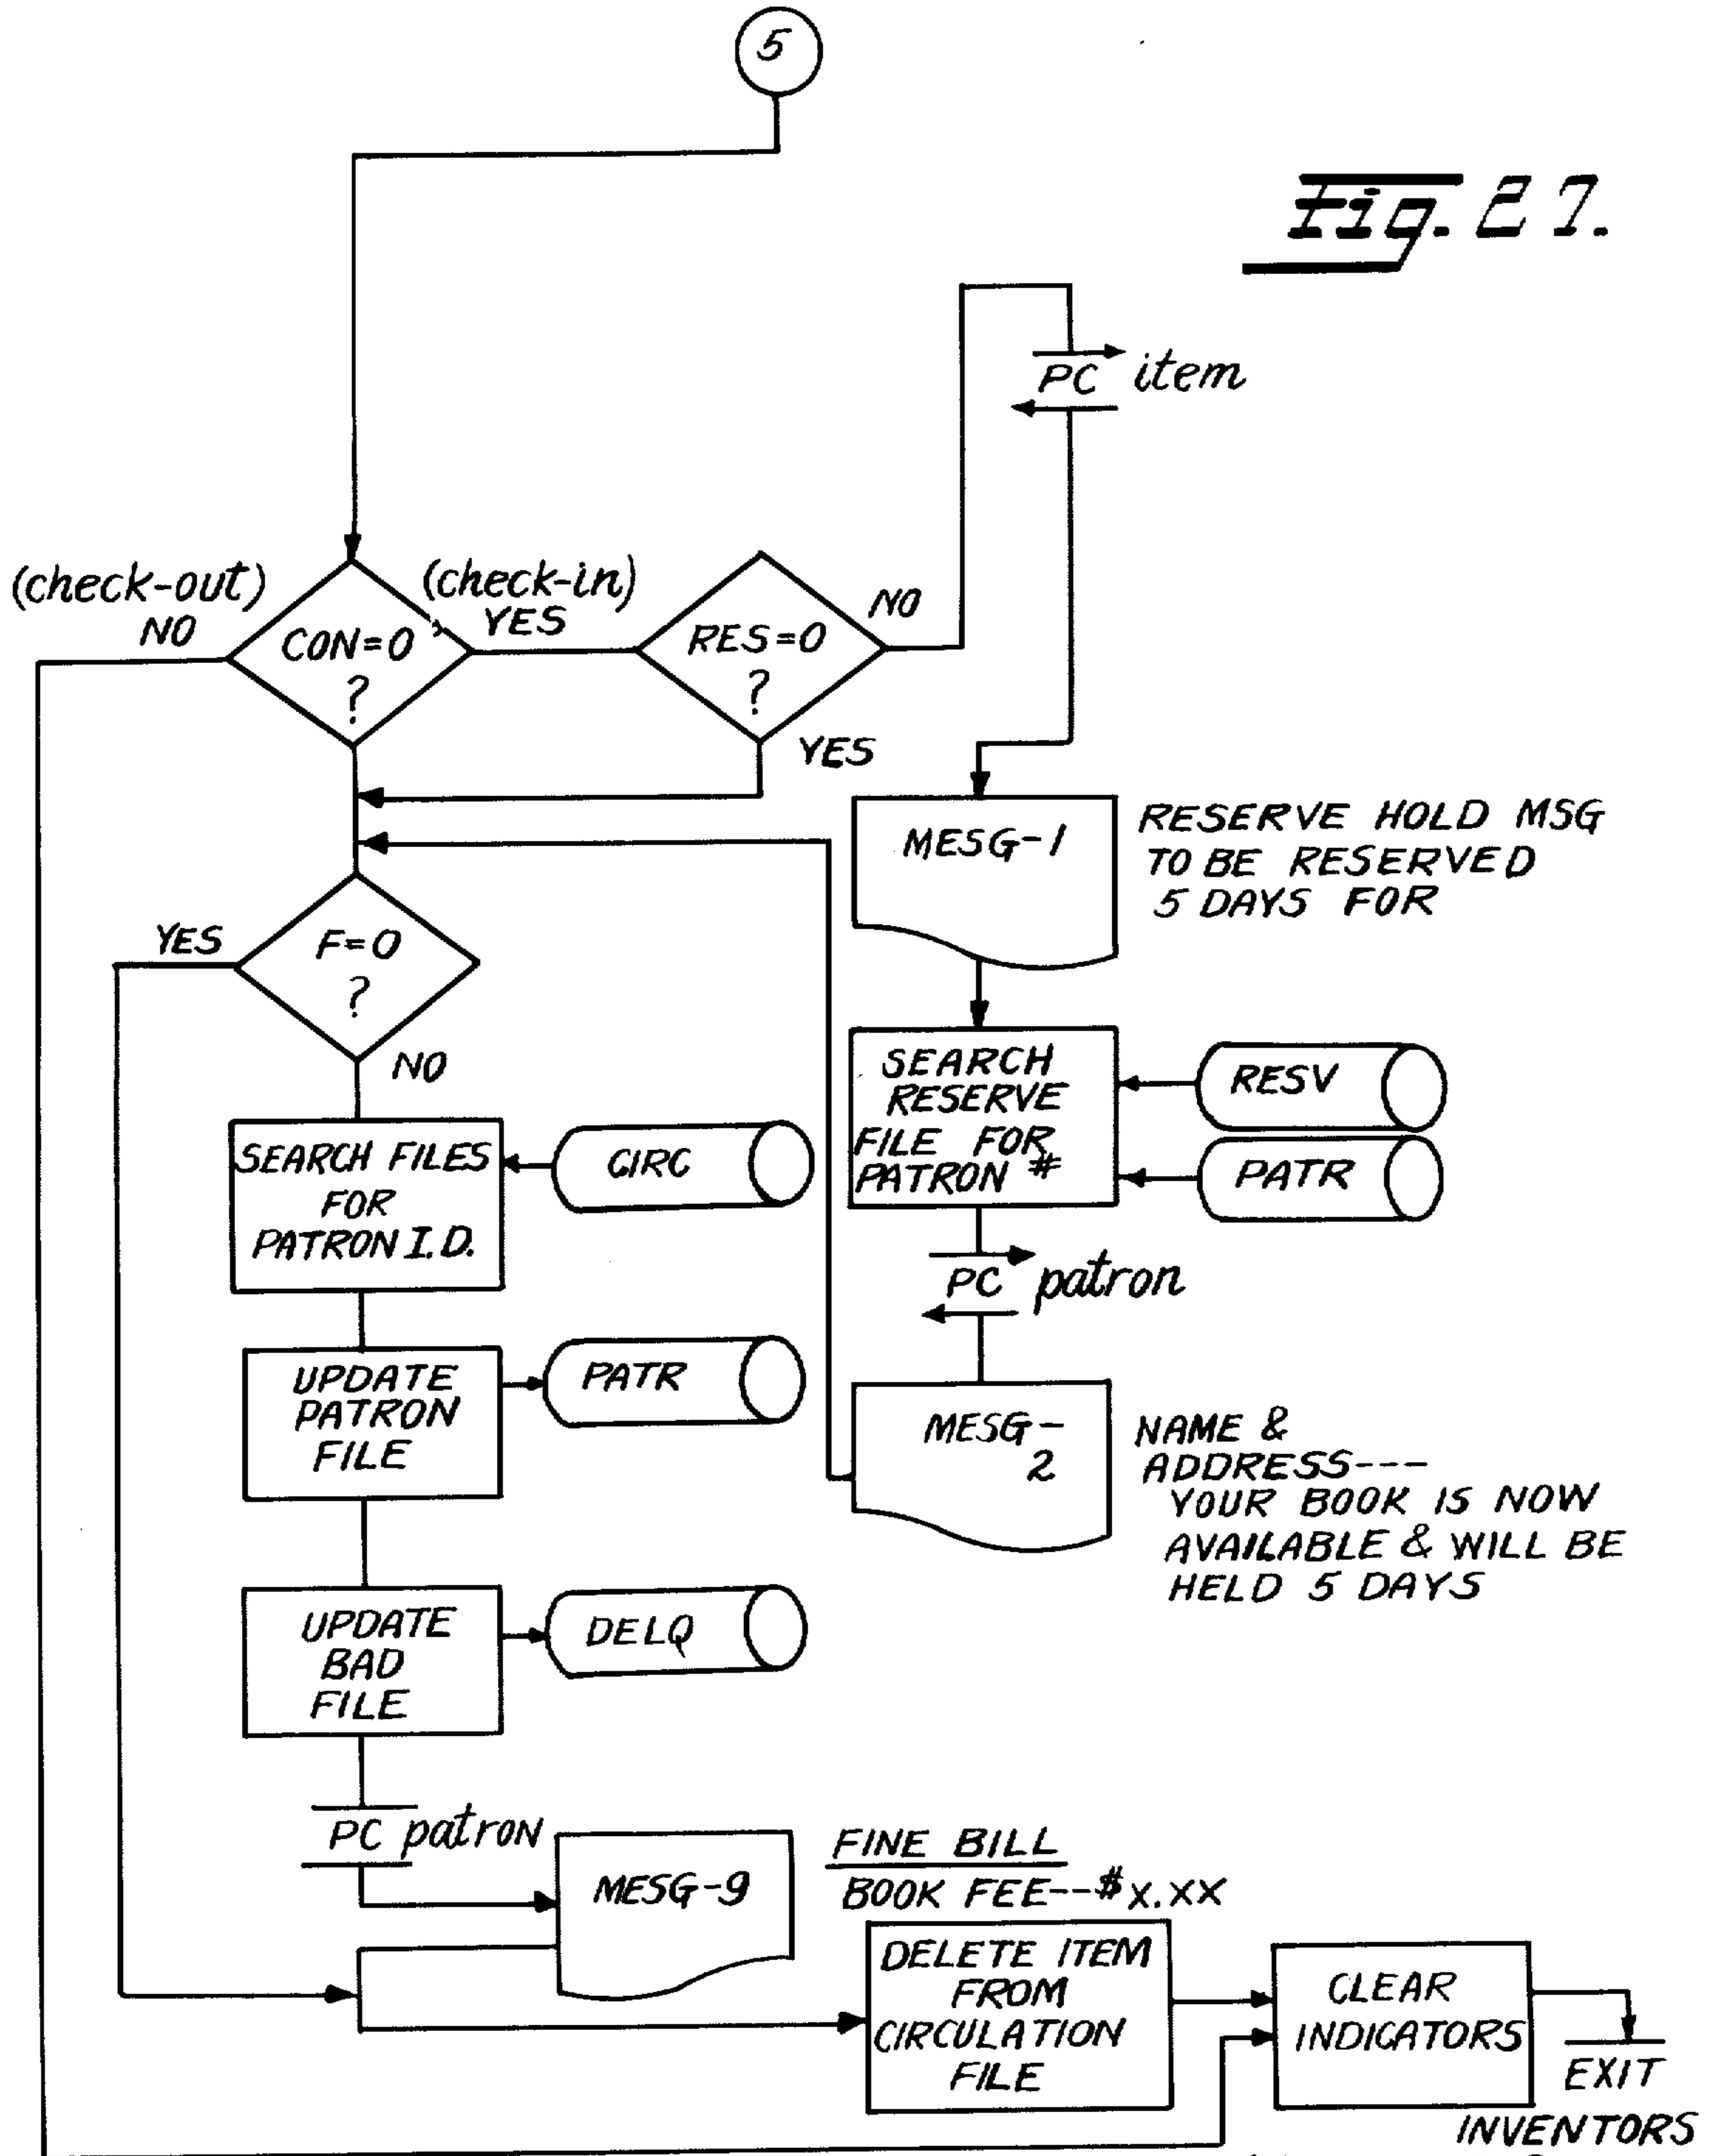 5
Fig. 27.
PC item
(check-out)
NO
CON=0
?
(check-in)
YES
RES=0
?
NO
YES
MESG-1
RESERVE HOLD MSG
TO BE RESERVED
5 DAYS FOR
YES
F=0
?
NO
SEARCH
RESERVE
FILE FOR
PATRON #
RESV
PATR
SEARCH FILES
FOR
PATRON I.D.
CIRC
PC patron
UPDATE
PATRON
FILE
PATR
MESG-
2
NAME &
ADDRESS---
YOUR BOOK IS NOW
AVAILABLE & WILL BE
HELD 5 DAYS
UPDATE
BAD
FILE
DELQ
PC patron
MESG-9
FINE BILL
BOOK FEE--$x.xx
DELETE ITEM
FROM
CIRCULATION
FILE
CLEAR
INDICATORS
EXIT
INVENTORS